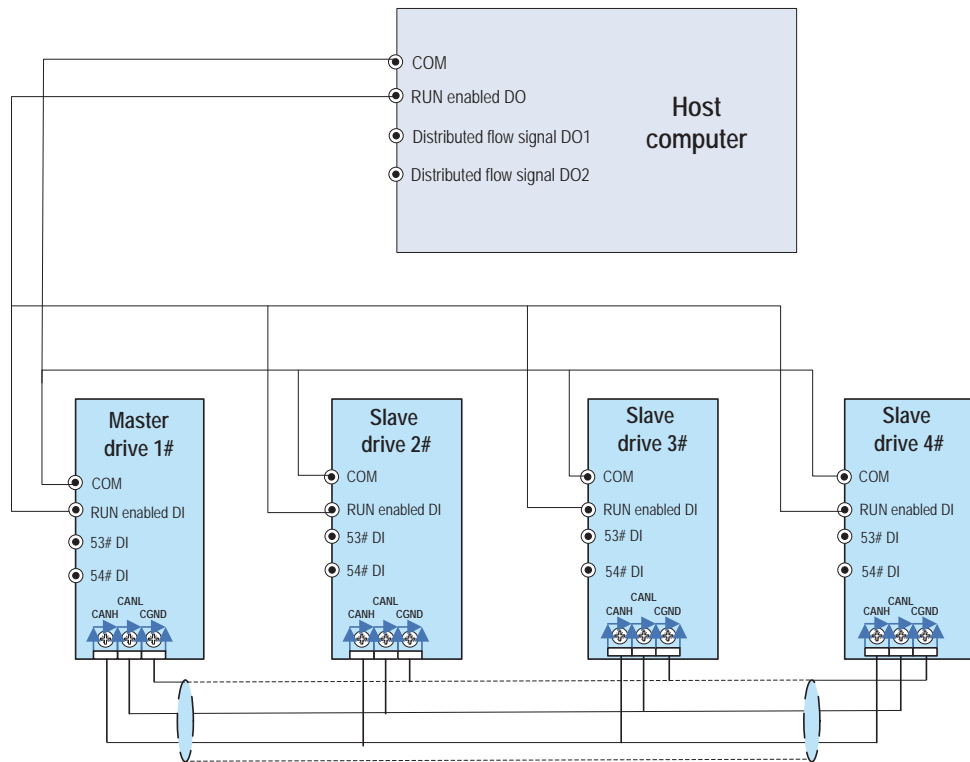 COM
RUN enabled DO
Host
computer
Distributed flow signal DO1
Distributed flow signal DO2
Master
drive 1#
COM
RUN enabled DI
53# DI
54# DI
CANL
CANH CGND
Slave
drive 2#
COM
RUN enabled DI
53# DI
54# DI
CANL
CANH CGND
Slave
drive 3#
COM
RUN enabled DI
53# DI
54# DI
CANL
CANH CGND
Slave
drive 4#
COM
RUN enabled DI
53# DI
54# DI
CANL
CANH CGND